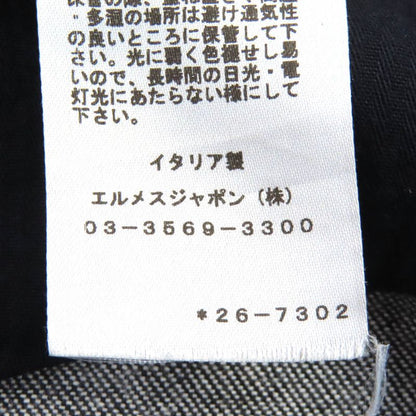 ・多湿の場所は避け通気性
の良いところに保管して下
さい。光に弱く色褪せし易
いので、長時間の日光・電
灯光にあたらない様にして
下さい。
イタリア製
エルメスジャポン(株)
03-3569-3300
*26-7302